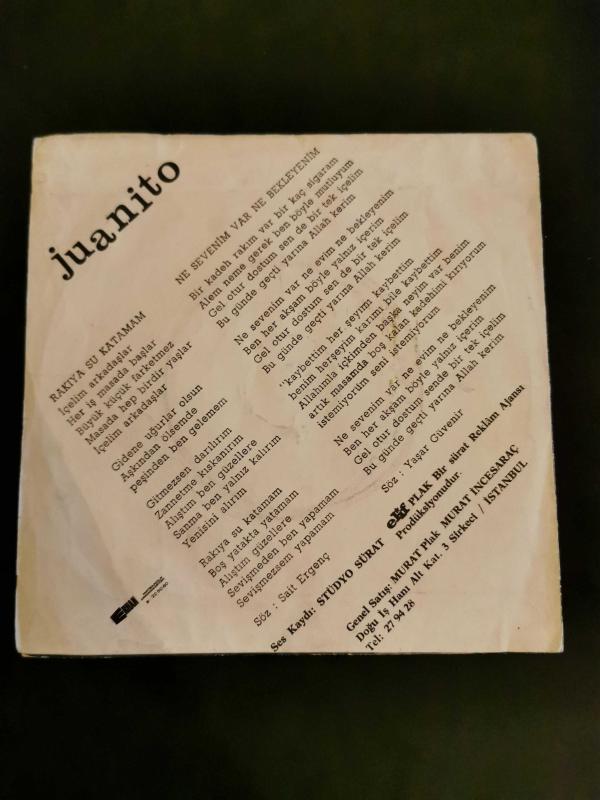 juanito
RAKIYA SU KATAMAM
İçelim arkadaşlar
Her iş masada başlar
Büyük küçük farketmez
Masada hep birdir yaşlar
İçelim arkadaşlar
Gidene uğurlar olsun
Aşkından ölsemde
peşinden ben gelemem
Gitmezsen darılırım
Zannetme kıskanırım
Alıştım ben güzellere
Sanma ben yalnız kalırım
Yenisini alırım
Rakıya su katamam
Boş yatakta yatamam
Alıştım güzellere
Sevişmeden ben yapamam
Sevişmezsem yapamam
Söz : Sait Ergenç
NE SEVENİM VAR NE BEKLEYENİM
Bir kadeh rakım var bir kaç sigaram
Alem neme gerek ben böyle mutluyum
Gel otur dostum sen de bir tek içelim
Bu günde geçti yarına Allah kerim
Ne sevenim var ne evim ne bekleyenim
Ben her akşam böyle yalnız içerim
Gel otur dostum sen de bir tek içelim
Bu günde geçti yarına Allah kerim
"kaybettim her şeyimi kaybettim
benim herşeyim karımı bile kaybettim
Allahımla içkimden başka neyim var benim
artık masamda boş kalan kadehimi kırıyorum
istemiyorum seni istemiyorum
Ne sevenim var ne evim ne bekleyenim
Ben her akşam böyle yalnız içerim
Gel otur dostum sende bir tek içelim
Bu günde geçti yarına Allah kerim
Söz : Yaşar Güvenir
elif PLAK Bir sürat Reklâm Ajansı
Prodüksiyonudur.
Ses Kaydı: STÜDYO SÜRAT
Genel Satış: MURAT Plak MURAT İNCESARAÇ
Doğu İş Hanı Alt Kat. 3 Sirkeci / İSTANBUL
Tel: 27 94 28